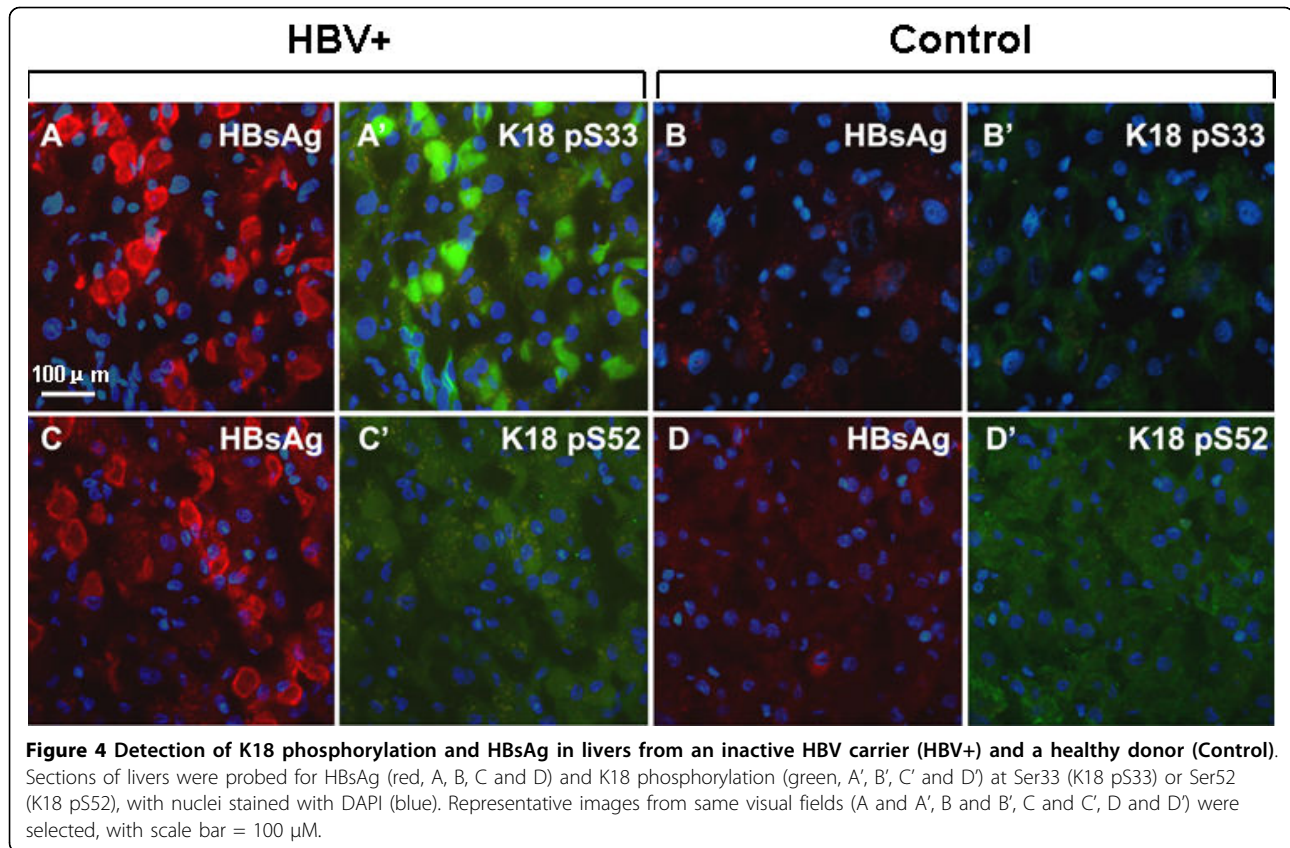 HBV+ Control
A HBsAg A' K18 pS33 B HBsAg B' K18 pS33
100 μ m
C HBsAg C' K18 pS52 D HBsAg D' K18 pS52
Figure 4 Detection of K18 phosphorylation and HBsAg in livers from an inactive HBV carrier (HBV+) and a healthy donor (Control).
Sections of livers were probed for HBsAg (red, A, B, C and D) and K18 phosphorylation (green, A’, B’, C’ and D’) at Ser33 (K18 pS33) or Ser52
(K18 pS52), with nuclei stained with DAPI (blue). Representative images from same visual fields (A and A’, B and B’, C and C’, D and D’) were
selected, with scale bar = 100 μM.